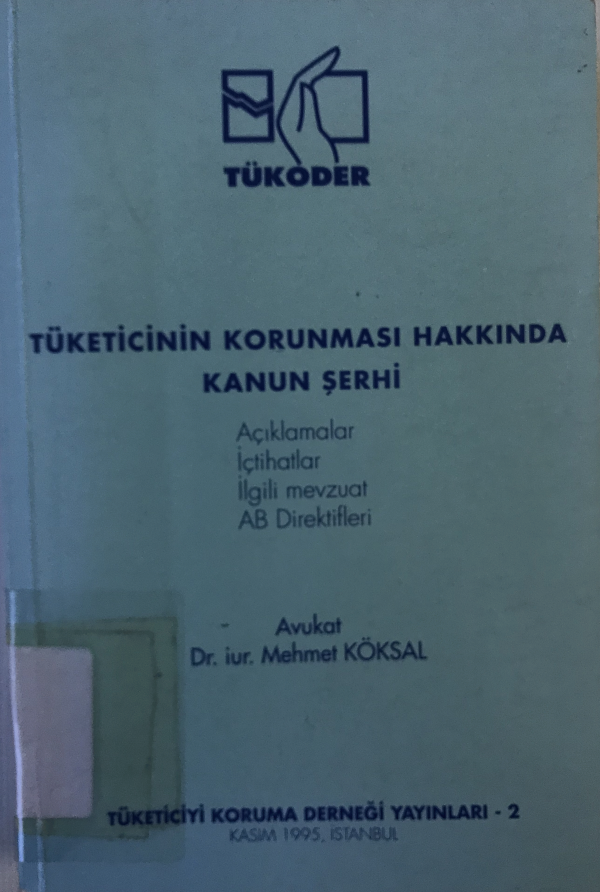 TÜKODER
TÜKETİCİNİN KORUNMASI HAKKINDA
KANUN ŞERHİ
Açıklamalar
İçtihatlar
İlgili mevzuat
AB Direktifleri
Avukat
Dr. iur. Mehmet KÖKSAL
TÜKETİCİYİ KORUMA DERNEĞİ YAYINLARI - 2
KASIM 1995, İSTANBUL